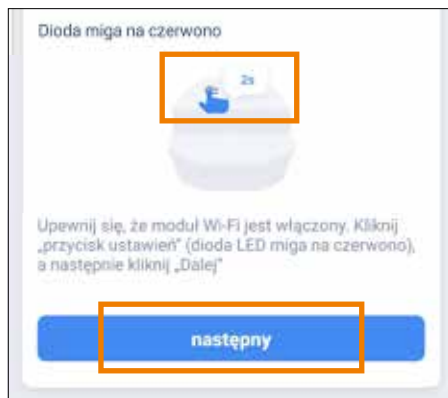 Dioda miga na czerwono
2s
Upewnij się, że moduł Wi-Fi jest włączony. Kliknij
„przycisk ustawień” (dioda LED miga na czerwono),
a następnie kliknij „Dalej”
następny